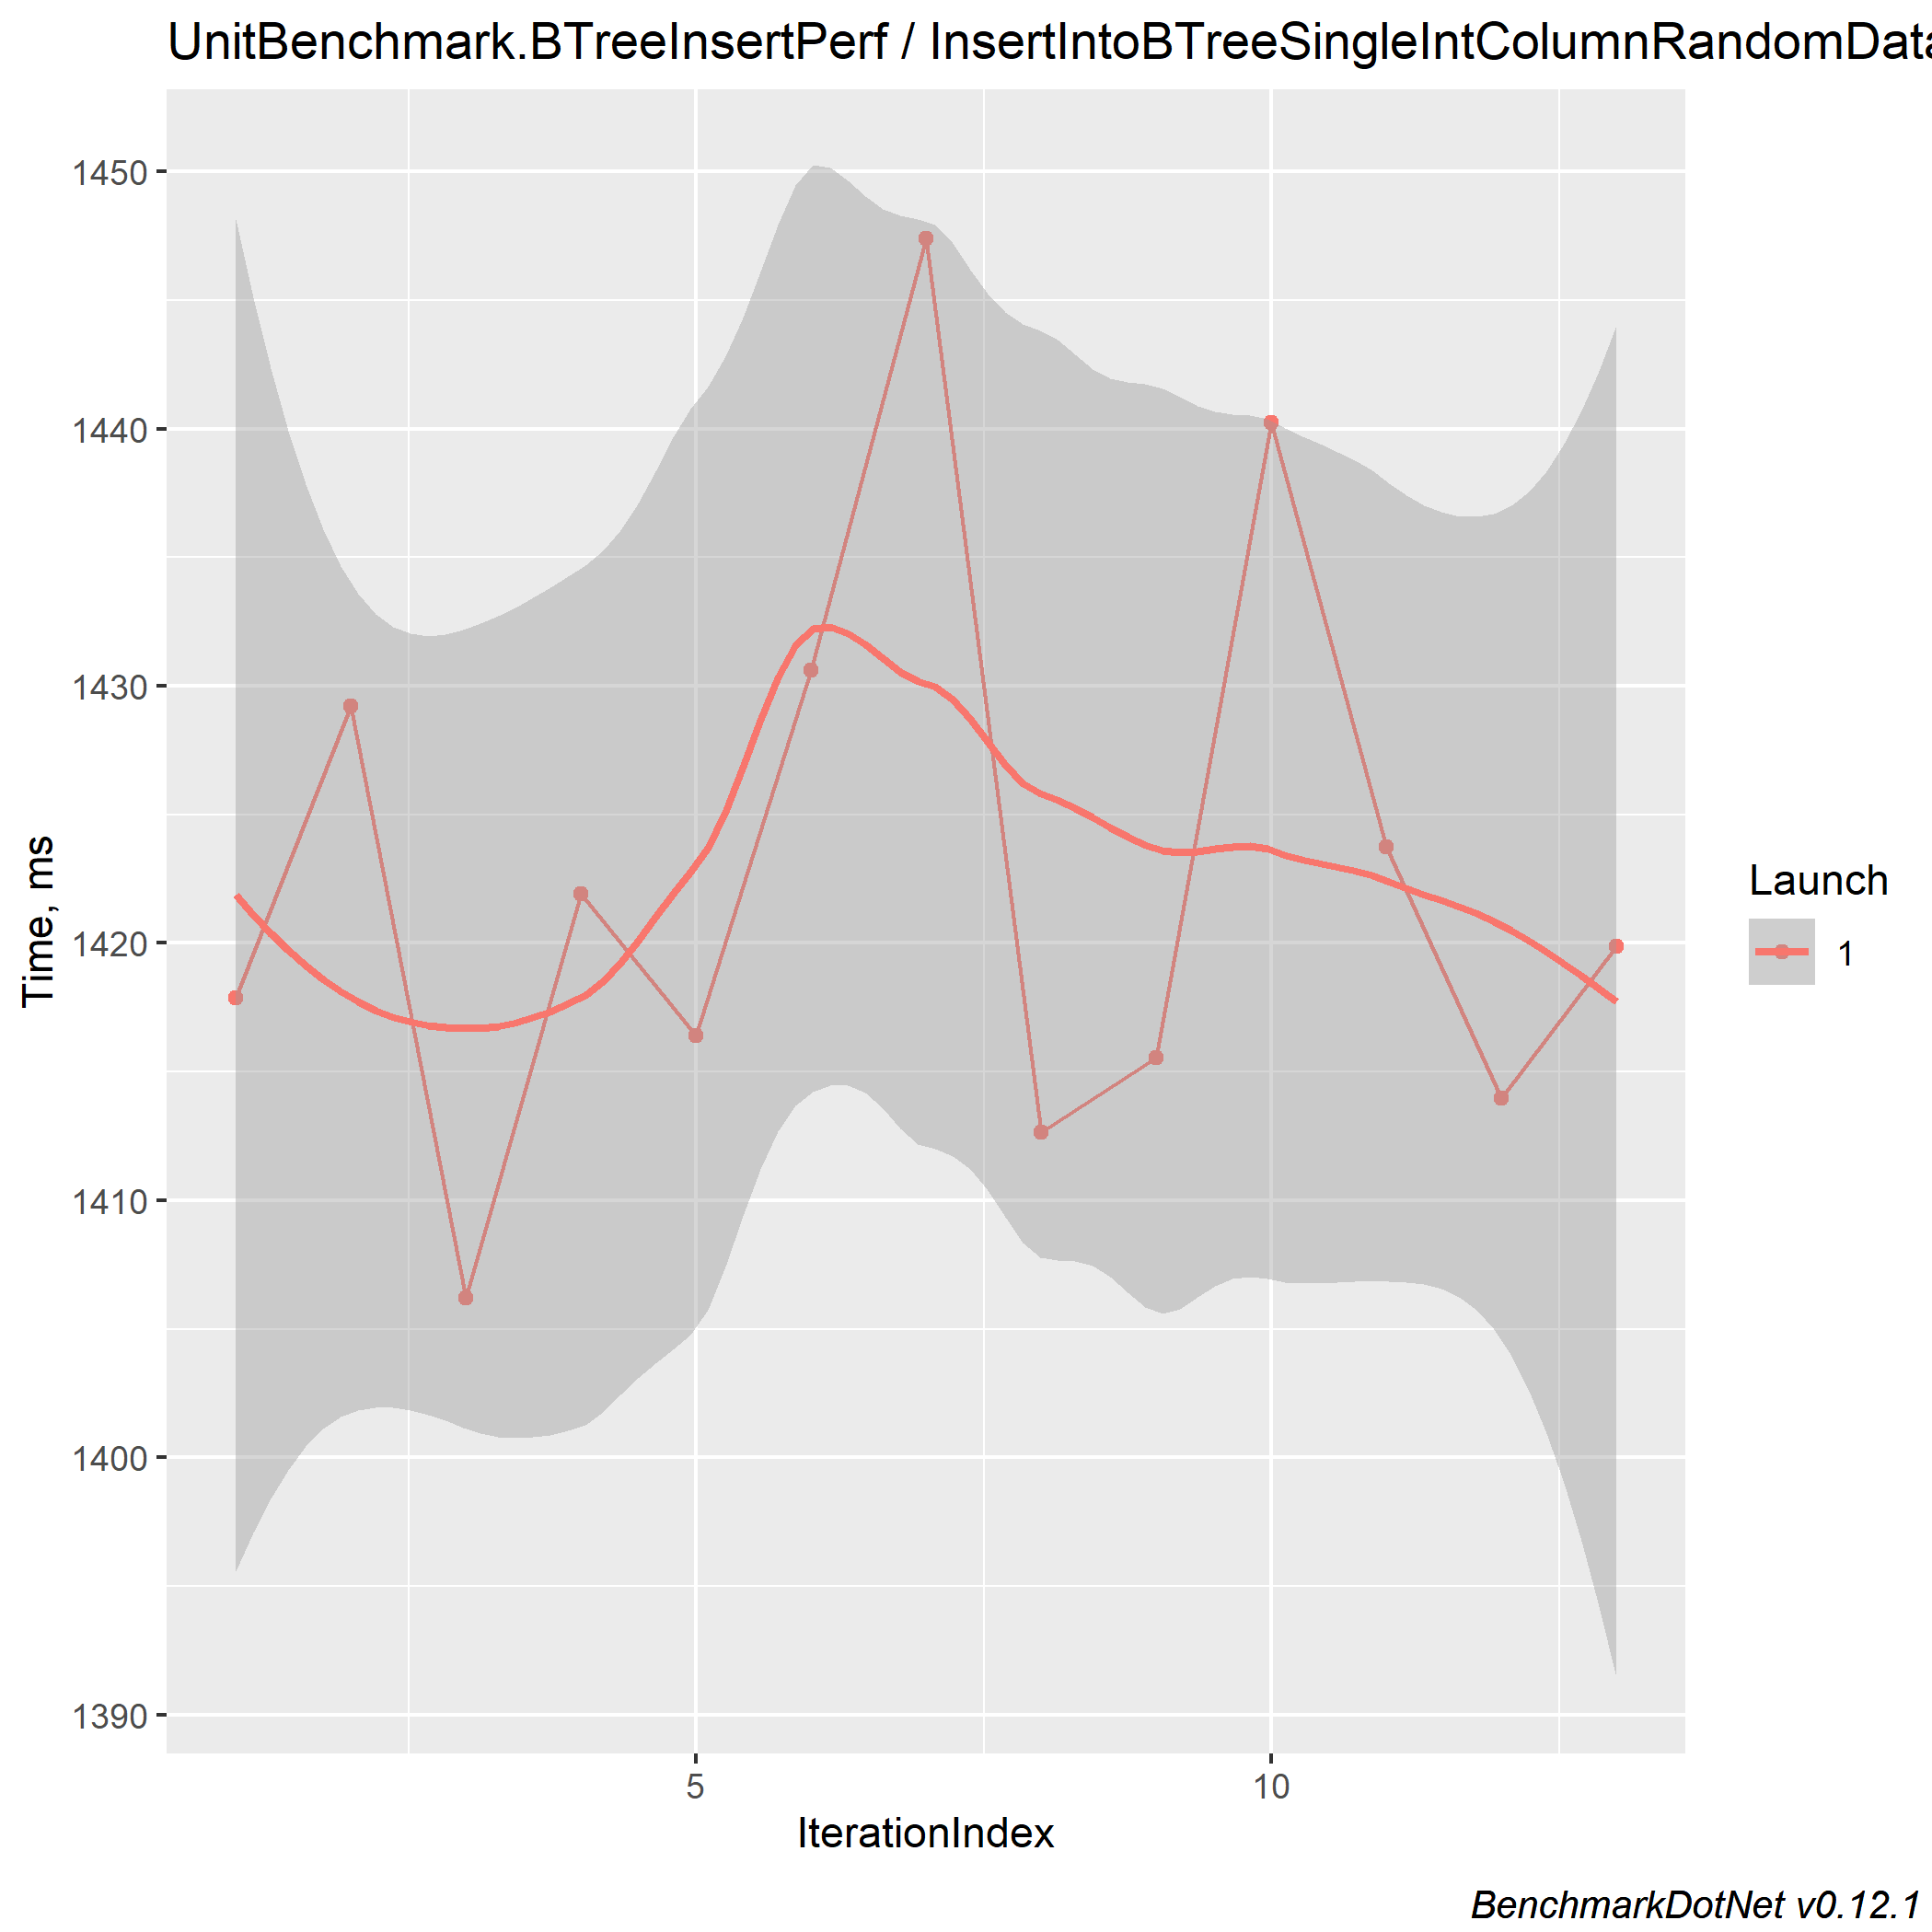 UnitBenchmark.BTreeInsertPerf / InsertIntoBTreeSingleIntColumnRandomData
1450
1440
1430
1420
1410
1400
1390
Time, ms
5
10
IterationIndex
Launch
1
BenchmarkDotNet v0.12.1